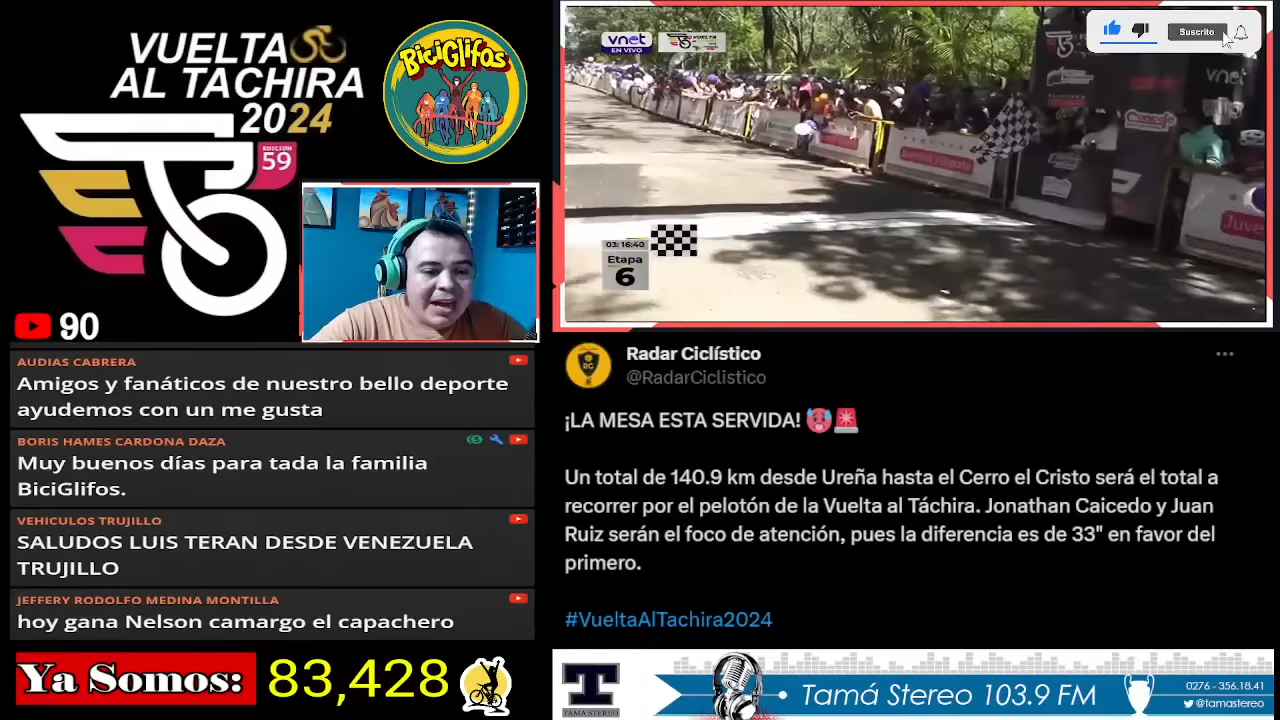 VUELTA
AL TACHIRA
2024
EDICIÓN
59
BiciGlifos
90
AUDIAS CABRERA
Amigos y fanáticos de nuestro bello deporte
ayudemos con un me gusta
BORIS HAMES CARDONA DAZA
Muy buenos días para tada la familia
BiciGlifos.
VEHICULOS TRUJILLO
SALUDOS LUIS TERAN DESDE VENEZUELA
TRUJILLO
JEFFERY RODOLFO MEDINA MONTILLA
hoy gana Nelson camargo el capachero
Ya Somos: 83,428
vnet
EN VIVO
VUELTA
Suscrito
vnet
03:16:40
Etapa
6
Radar Ciclístico
@RadarCiclistico
¡LA MESA ESTA SERVIDA! 🥵🚨
Un total de 140.9 km desde Ureña hasta el Cerro el Cristo será el total a
recorrer por el pelotón de la Vuelta al Táchira. Jonathan Caicedo y Juan
Ruiz serán el foco de atención, pues la diferencia es de 33" en favor del
primero.
#VueltaAlTachira2024
TAMÁ STEREO
Tamá Stereo 103.9 FM
0276 - 356.18.41
@tamastereo